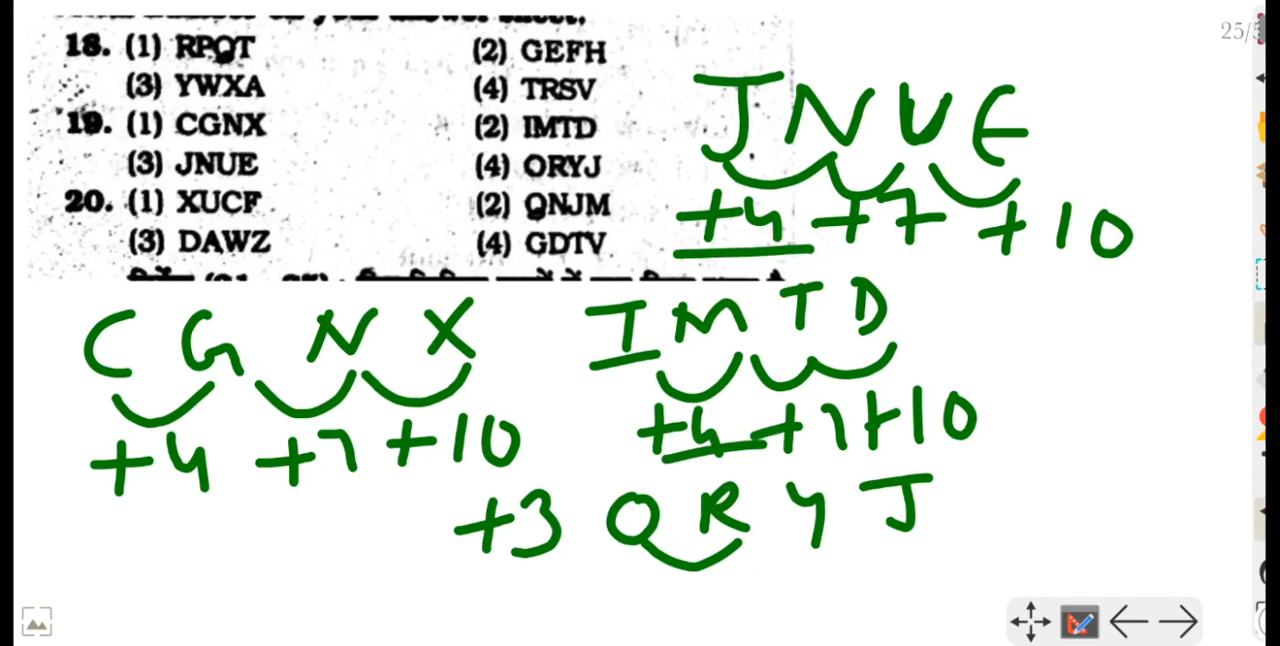 25/5
18. (1) RPQT (2) GEFH
(3) YWXA (4) TRSV
19. (1) CGNX (2) IMTD
(3) JNUE (4) ORYJ
20. (1) XUCF (2) QNJM
(3) DAWZ (4) GDTV
JNUE
+4 +7 +10
CGNX IMTD
+4 +7 +10 +4 +7 +10
+3 ORYJ